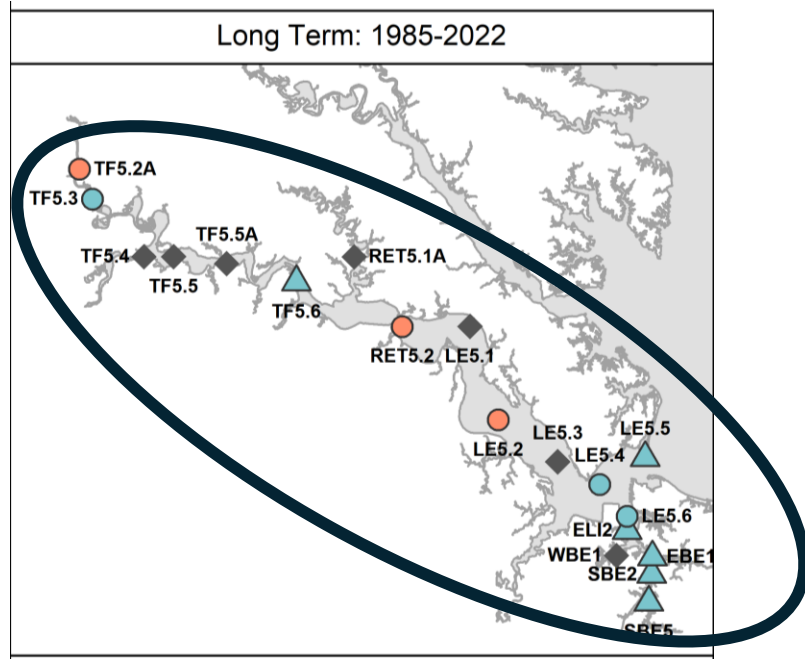 Long Term: 1985-2022
TF5.2A
TF5.3
TF5.5A
TF5.4
RET5.1A
TF5.5
TF5.6
RET5.2
LE5.1
LE5.5
LE5.3
LE5.2
LE5.4
LE5.6
ELI2
WBE1
EBE1
SBE2
SBE5